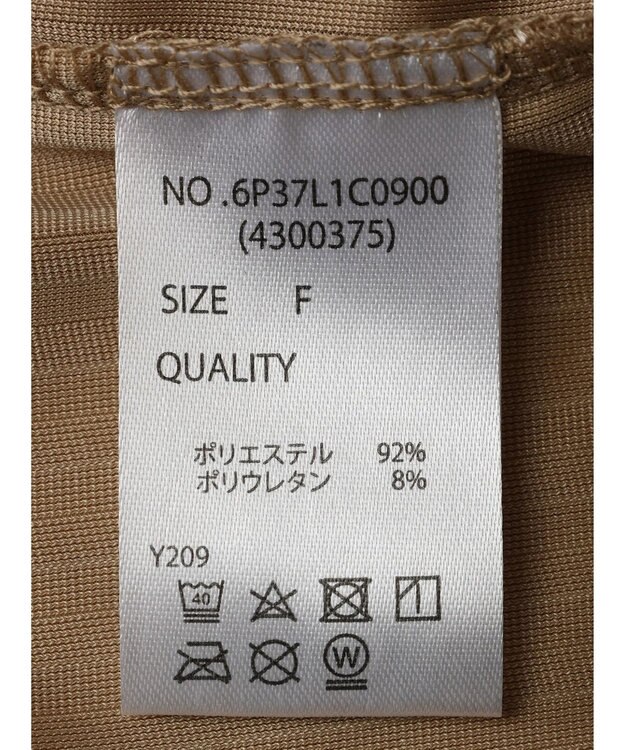 NO.6P37L1C0900
(4300375)
SIZE F
QUALITY
ポリエステル 92%
ポリウレタン 8%
Y209
40
W